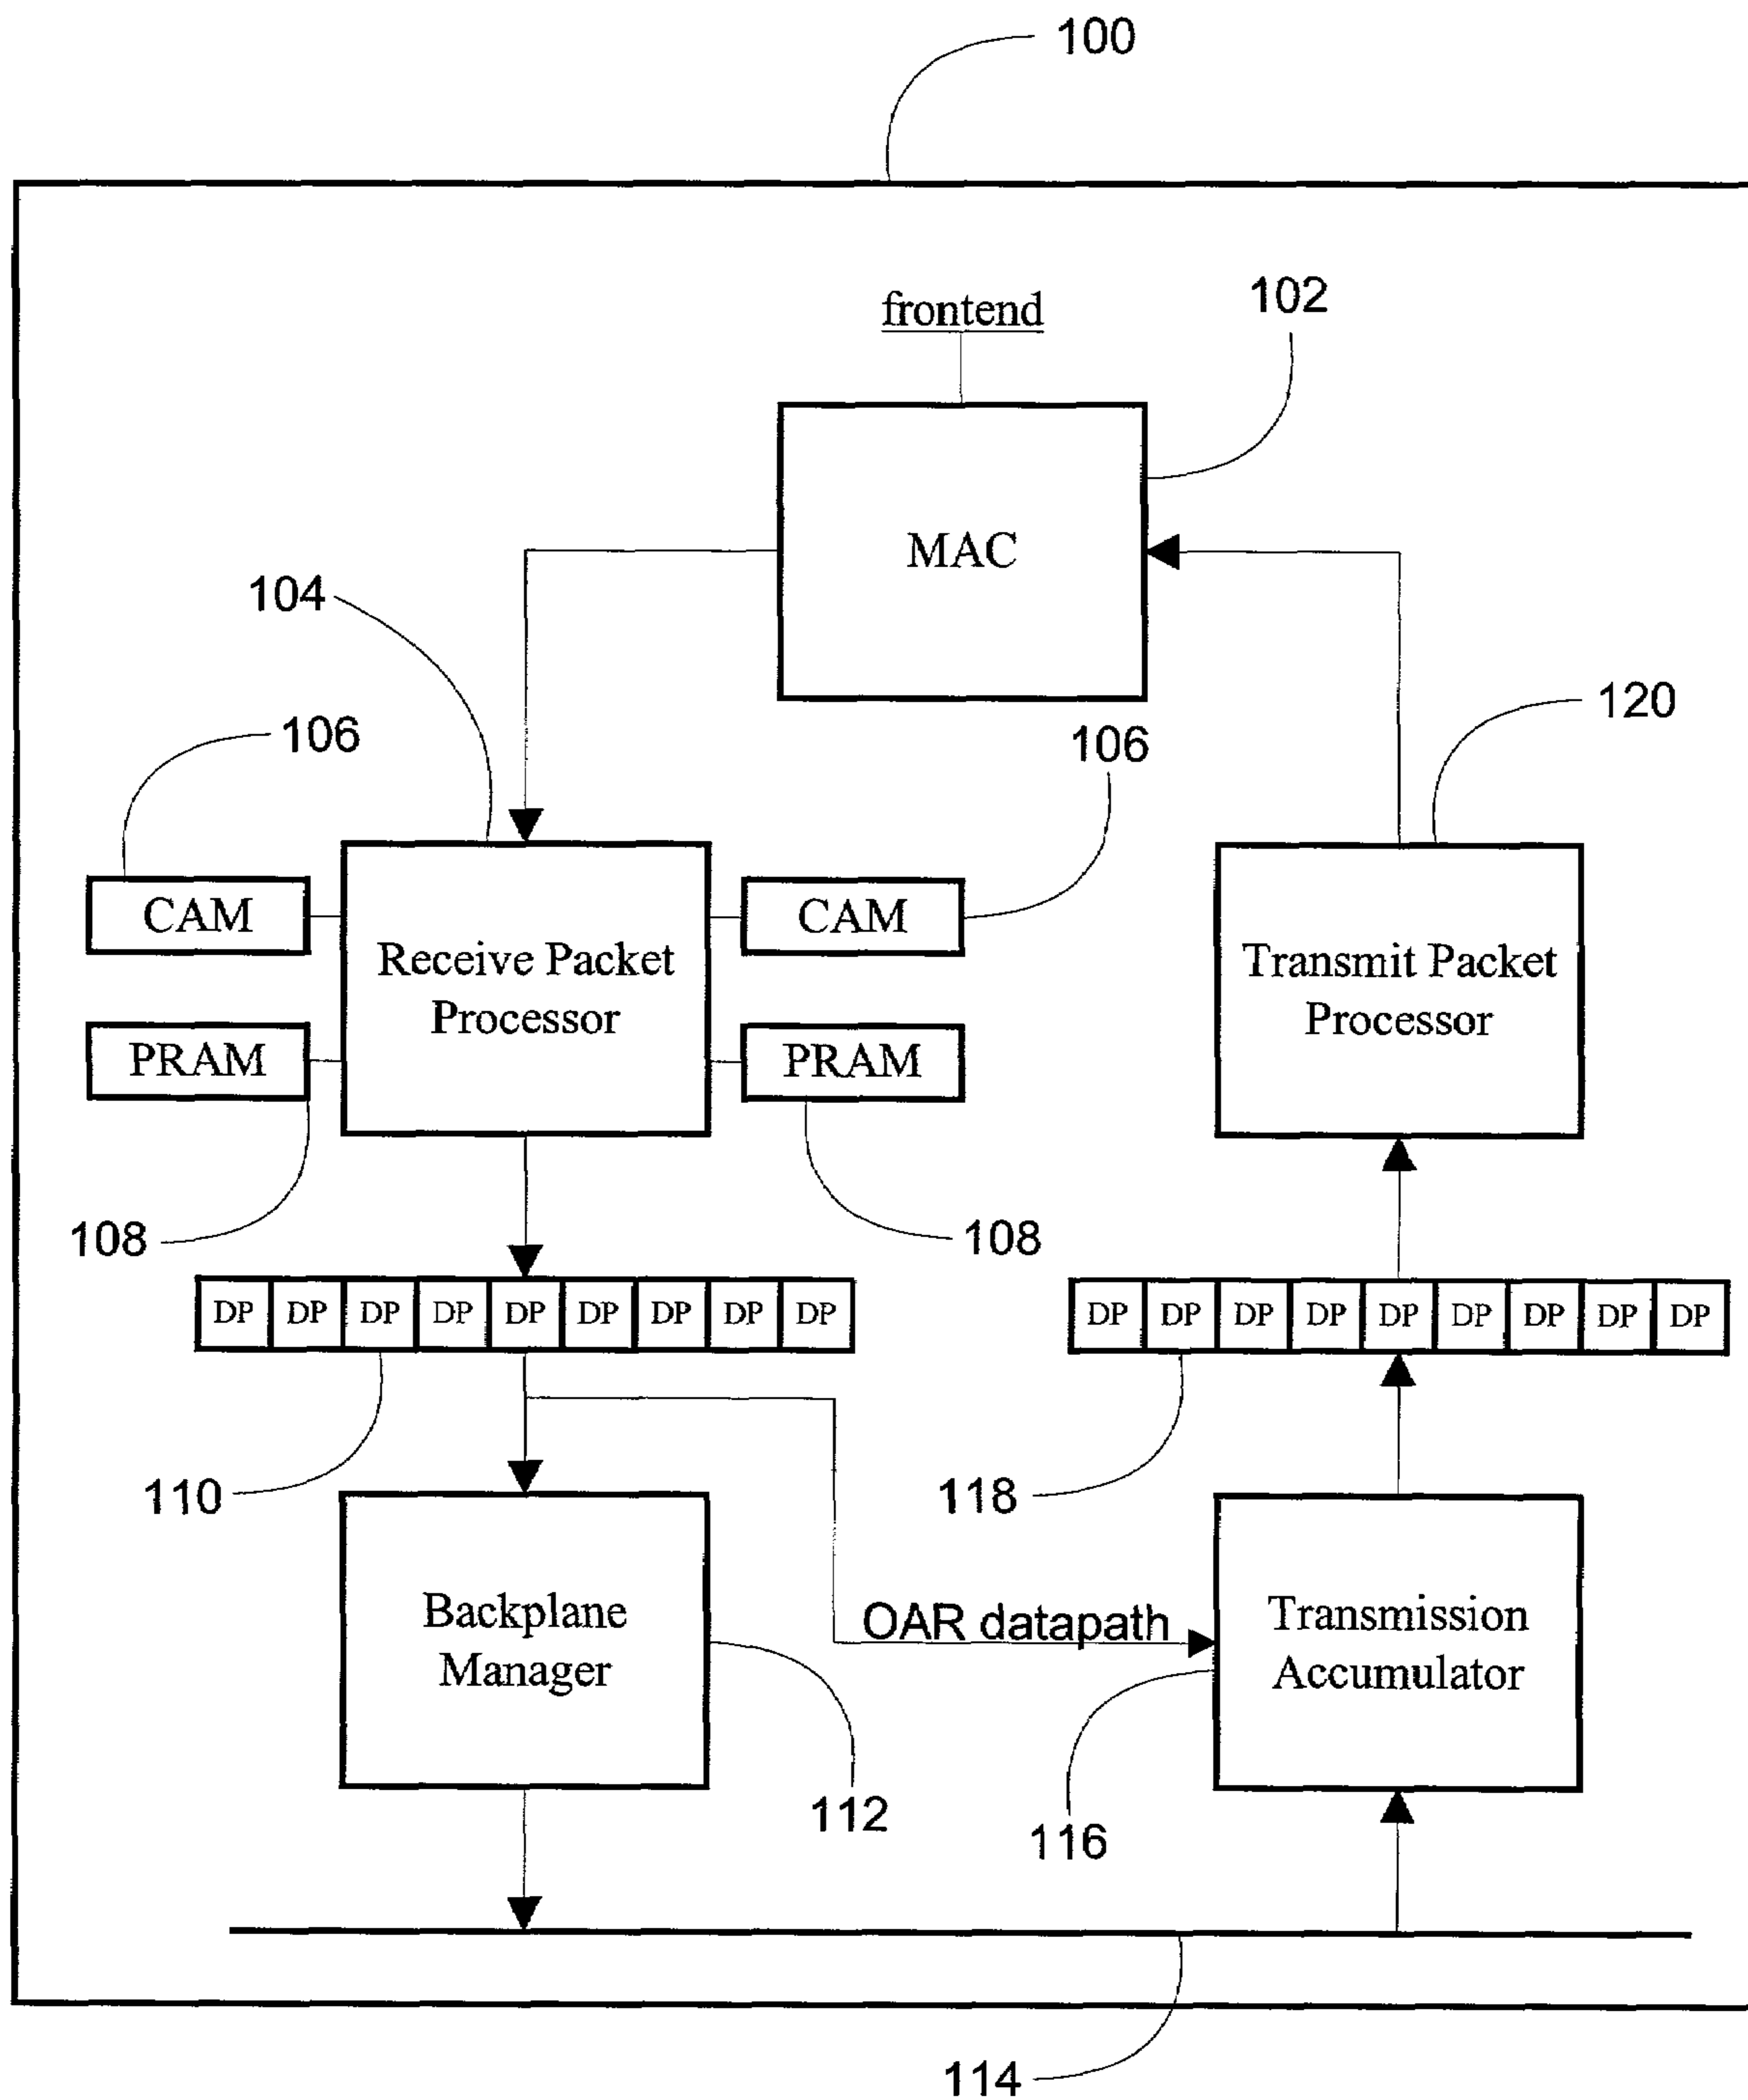 100
frontend
102
MAC
104
106
106
120
CAM
CAM
Receive Packet
Processor
Transmit Packet
Processor
PRAM
PRAM
108
108
DP DP DP DP DP DP DP DP DP
DP DP DP DP DP DP DP DP DP
110
118
Backplane
Manager
OAR datapath
Transmission
Accumulator
112
116
114